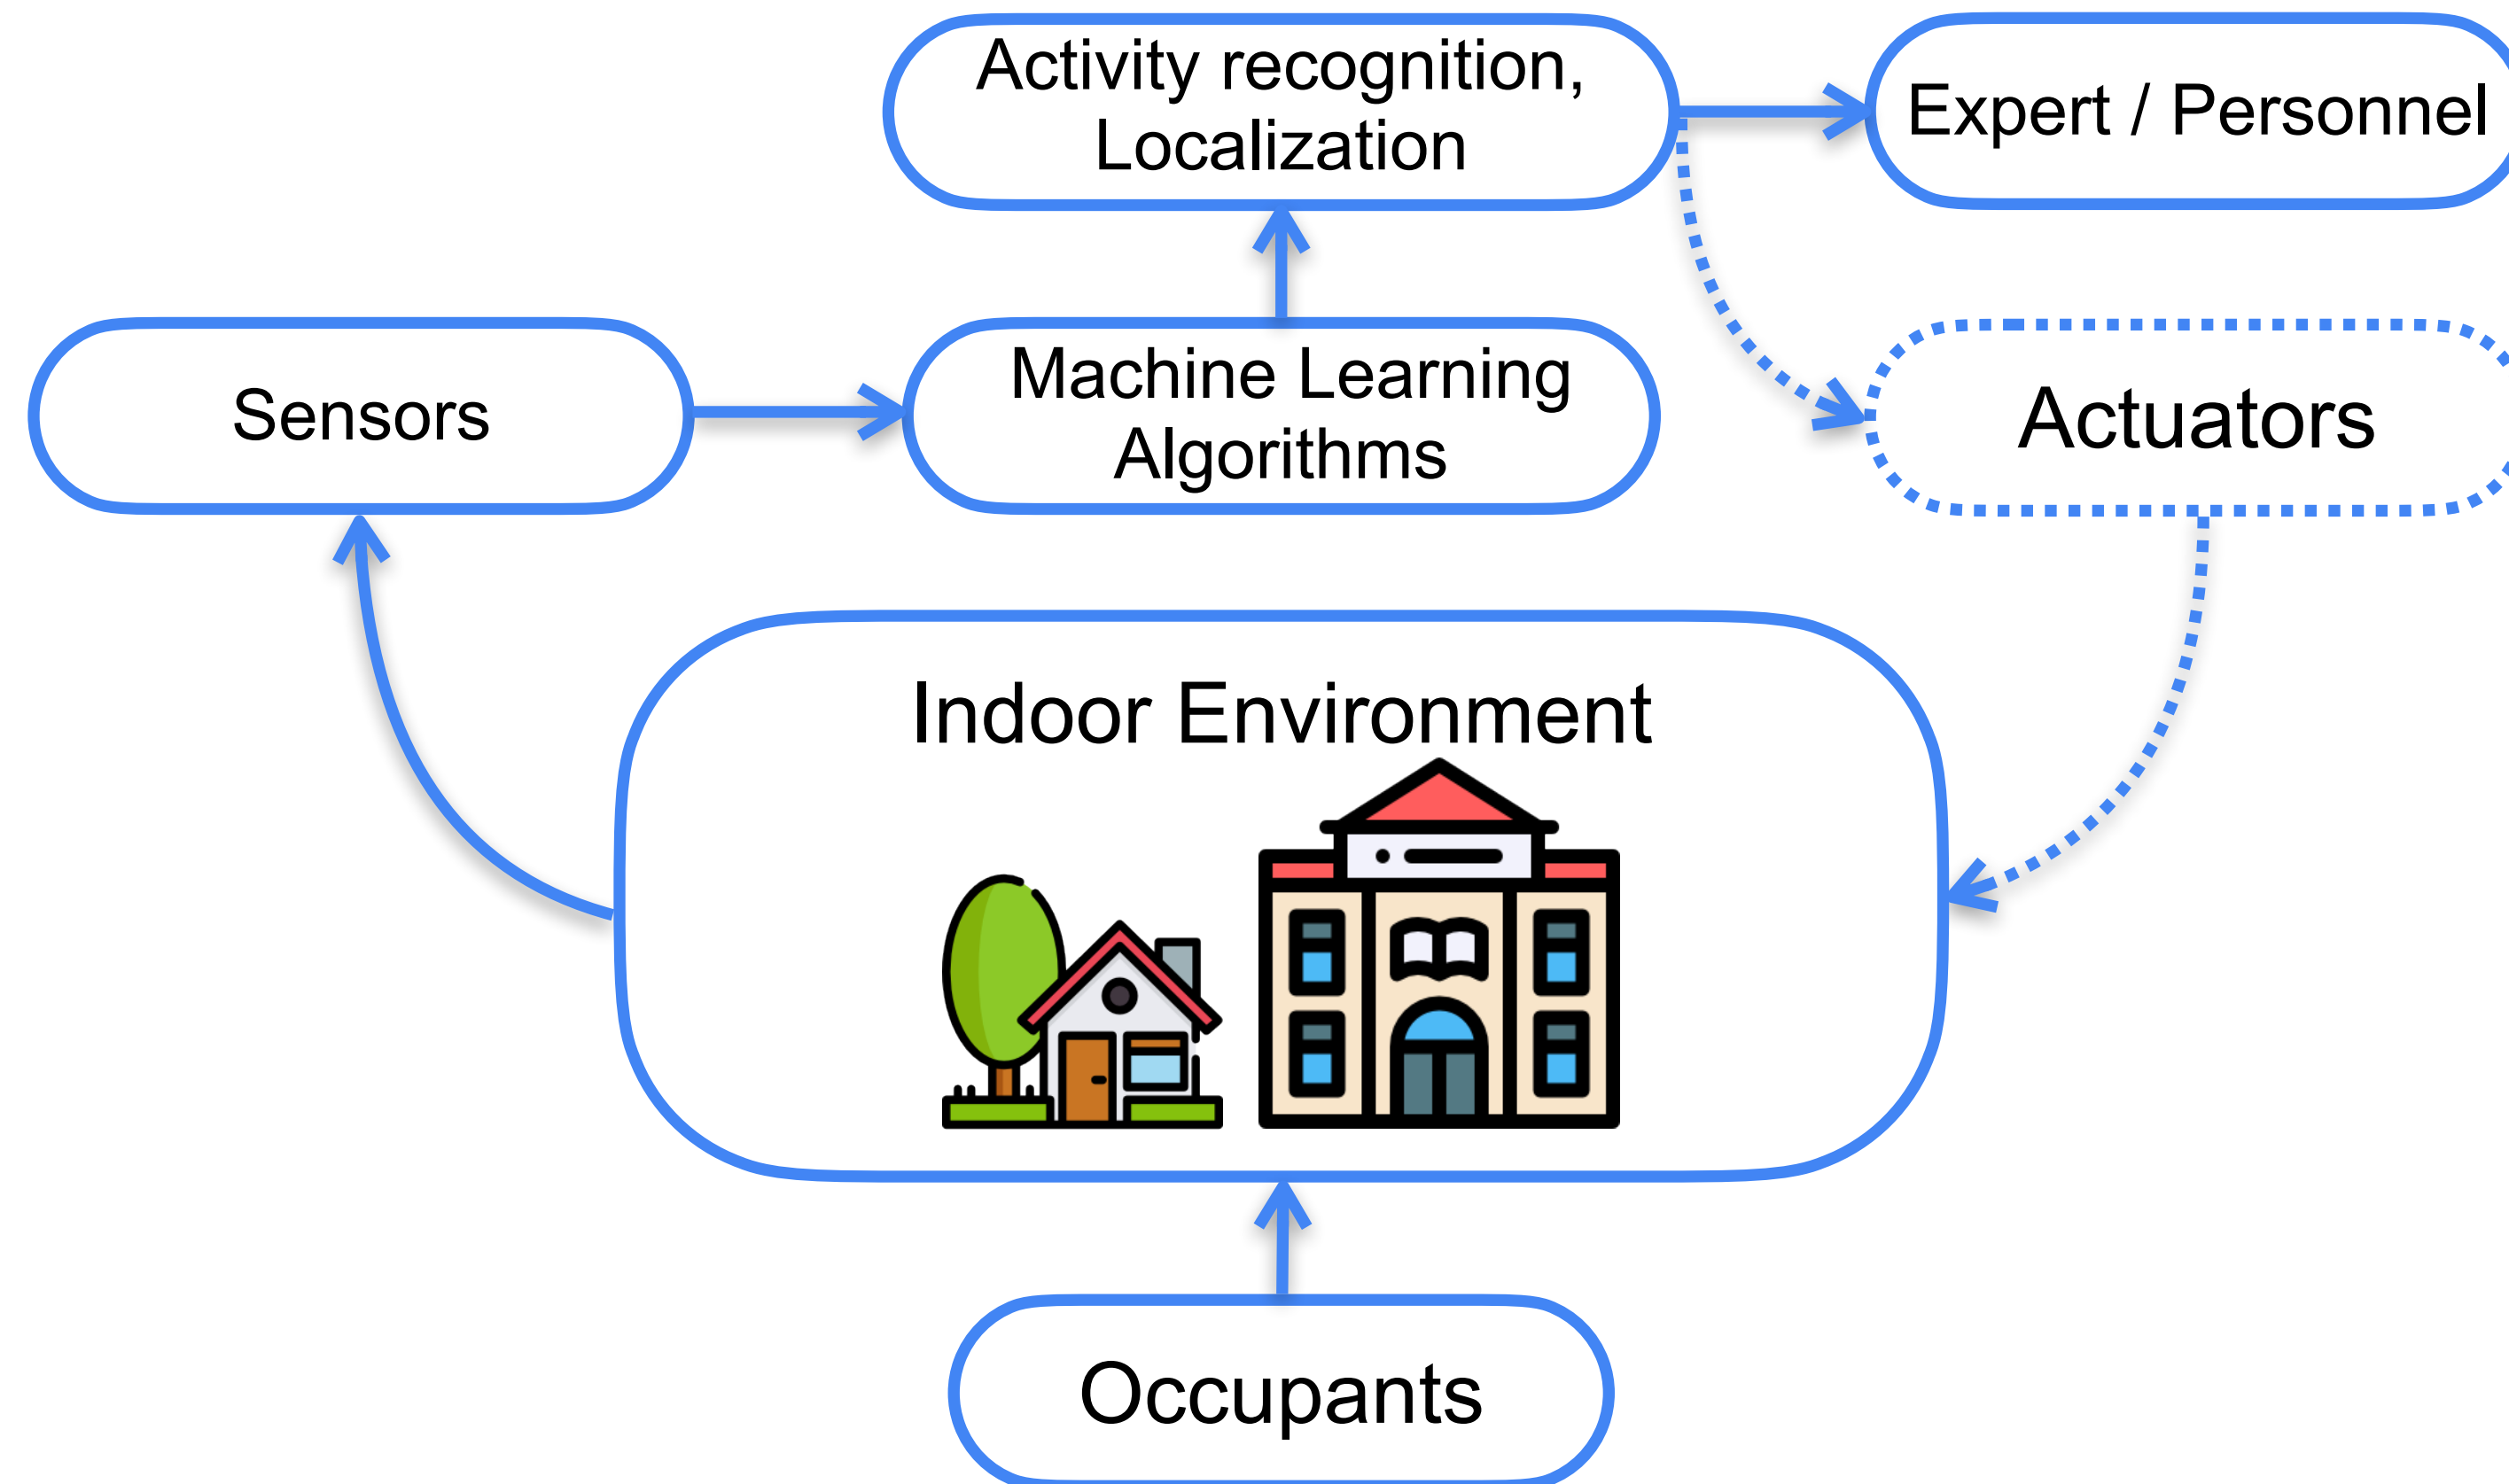 Activity recognition,
Localization
Expert / Personnel
Sensors
Machine Learning
Algorithms
Actuators
Indoor Environment
Occupants